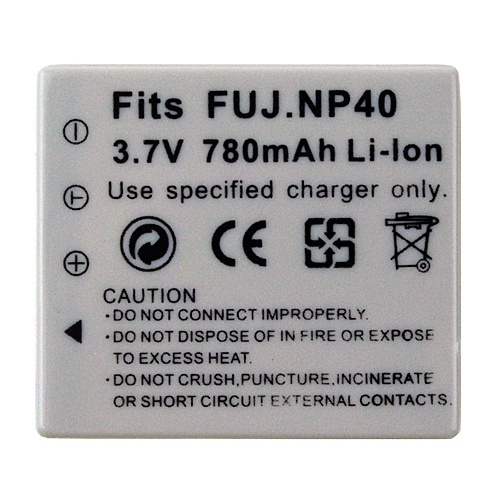 Fits FUJ.NP40
3.7V 780mAh Li-Ion
Use specified charger only.
CE
CAUTION
·DO NOT CONNECT IMPROPERLY.
·DO NOT DISPOSE OF IN FIRE OR EXPOSE
TO EXCESS HEAT.
·DO NOT CRUSH,PUNCTURE,INCINERATE
OR SHORT CIRCUIT EXTERNAL CONTACTS.